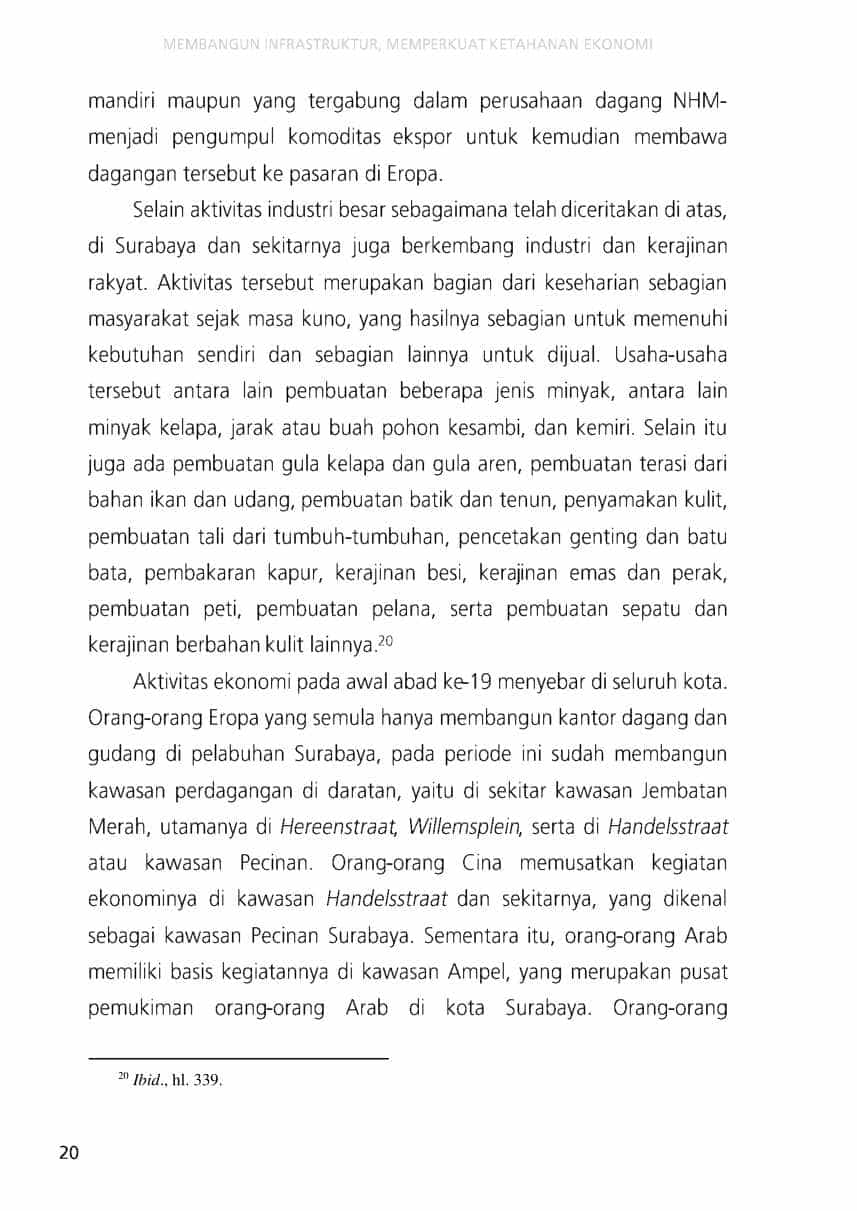 MEMBANGUN INFRASTRUKTUR, MEMPERKUAT KETAHANAN EKONOMI
mandiri maupun yang tergabung dalam perusahaan dagang NHM-
menjadi pengumpul komoditas ekspor untuk kemudian membawa
dagangan tersebut ke pasaran di Eropa.
Selain aktivitas industri besar sebagaimana telah diceritakan di atas,
di Surabaya dan sekitarnya juga berkembang industri dan kerajinan
rakyat. Aktivitas tersebut merupakan bagian dari keseharian sebagian
masyarakat sejak masa kuno, yang hasilnya sebagian untuk memenuhi
kebutuhan sendiri dan sebagian lainnya untuk dijual. Usaha-usaha
tersebut antara lain pembuatan beberapa jenis minyak, antara lain
minyak kelapa, jarak atau buah pohon kesambi, dan kemiri. Selain itu
juga ada pembuatan gula kelapa dan gula aren, pembuatan terasi dari
bahan ikan dan udang, pembuatan batik dan tenun, penyamakan kulit,
pembuatan tali dari tumbuh-tumbuhan, pencetakan genting dan batu
bata, pembakaran kapur, kerajinan besi, kerajinan emas dan perak,
pembuatan peti, pembuatan pelana, serta pembuatan sepatu dan
kerajinan berbahan kulit lainnya.20
Aktivitas ekonomi pada awal abad ke-19 menyebar di seluruh kota.
Orang-orang Eropa yang semula hanya membangun kantor dagang dan
gudang di pelabuhan Surabaya, pada periode ini sudah membangun
kawasan perdagangan di daratan, yaitu di sekitar kawasan Jembatan
Merah, utamanya di Hereenstraat, Willemsplein, serta di Handelsstraat
atau kawasan Pecinan. Orang-orang Cina memusatkan kegiatan
ekonominya di kawasan Handelsstraat dan sekitarnya, yang dikenal
sebagai kawasan Pecinan Surabaya. Sementara itu, orang-orang Arab
memiliki basis kegiatannya di kawasan Ampel, yang merupakan pusat
pemukiman orang-orang Arab di kota Surabaya. Orang-orang
20 Ibid., hl. 339.
20